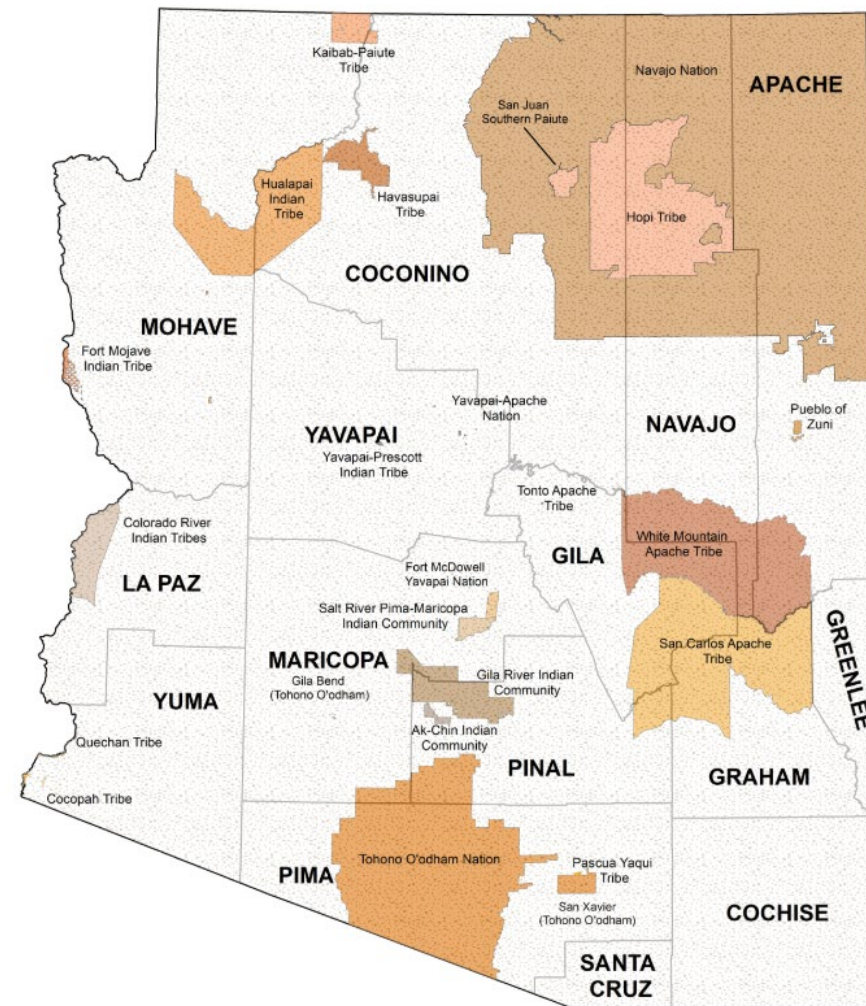 Kaibab-Paiute
Tribe
Navajo Nation
APACHE
San Juan
Southern Paiute
Hualapai
Indian
Tribe
Havasupai
Tribe
Hopi Tribe
COCONINO
MOHAVE
Fort Mojave
Indian Tribe
Yavapai-Apache
Nation
Pueblo of
Zuni
NAVAJO
YAVAPAI
Yavapai-Prescott
Indian Tribe
Tonto Apache
Tribe
Colorado River
Indian Tribes
White Mountain
Apache Tribe
GILA
Fort McDowell
Yavapai Nation
LA PAZ
Salt River Pima-Maricopa
Indian Community
GREENLEE
San Carlos Apache
Tribe
MARICOPA
Gila Bend
(Tohono O'odham)
Gila River Indian
Community
YUMA
Ak-Chin Indian
Community
Quechan Tribe
PINAL
GRAHAM
Cocopah Tribe
Tohono O'odham Nation
Pascua Yaqui
Tribe
PIMA
San Xavier
(Tohono O'odham)
COCHISE
SANTA
CRUZ